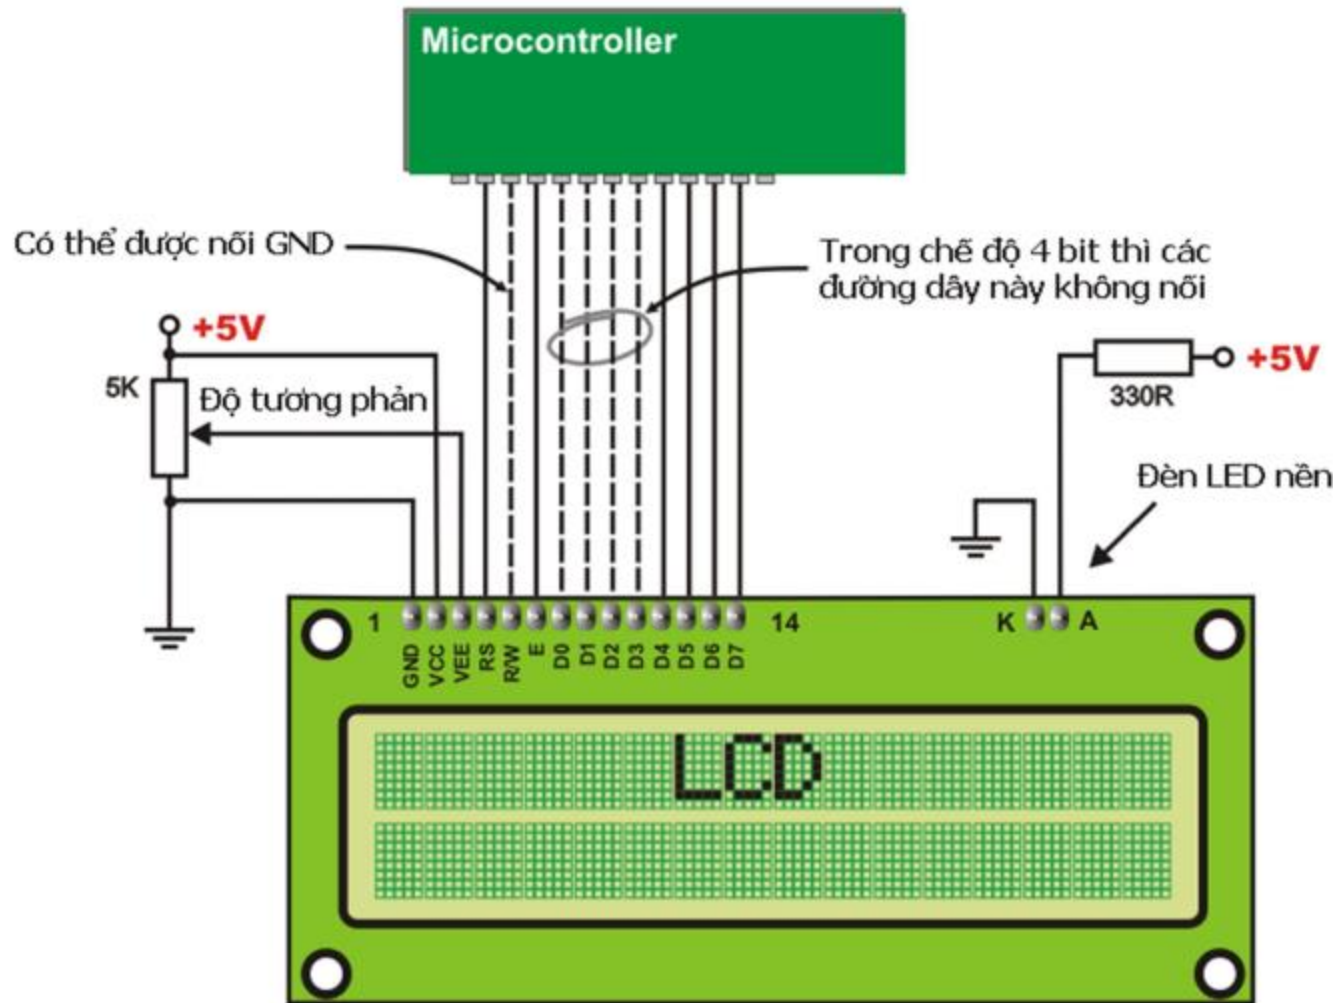 Microcontroller
Có thể được nối GND
Trong chế độ 4 bit thì các
đường dây này không nối
+5V
+5V
5K
Độ tương phản
330R
Đèn LED nền
1
14
K
A
GND
VCC
VEE
RS
R/W
E
D0
D1
D2
D3
D4
D5
D6
D7
LCD